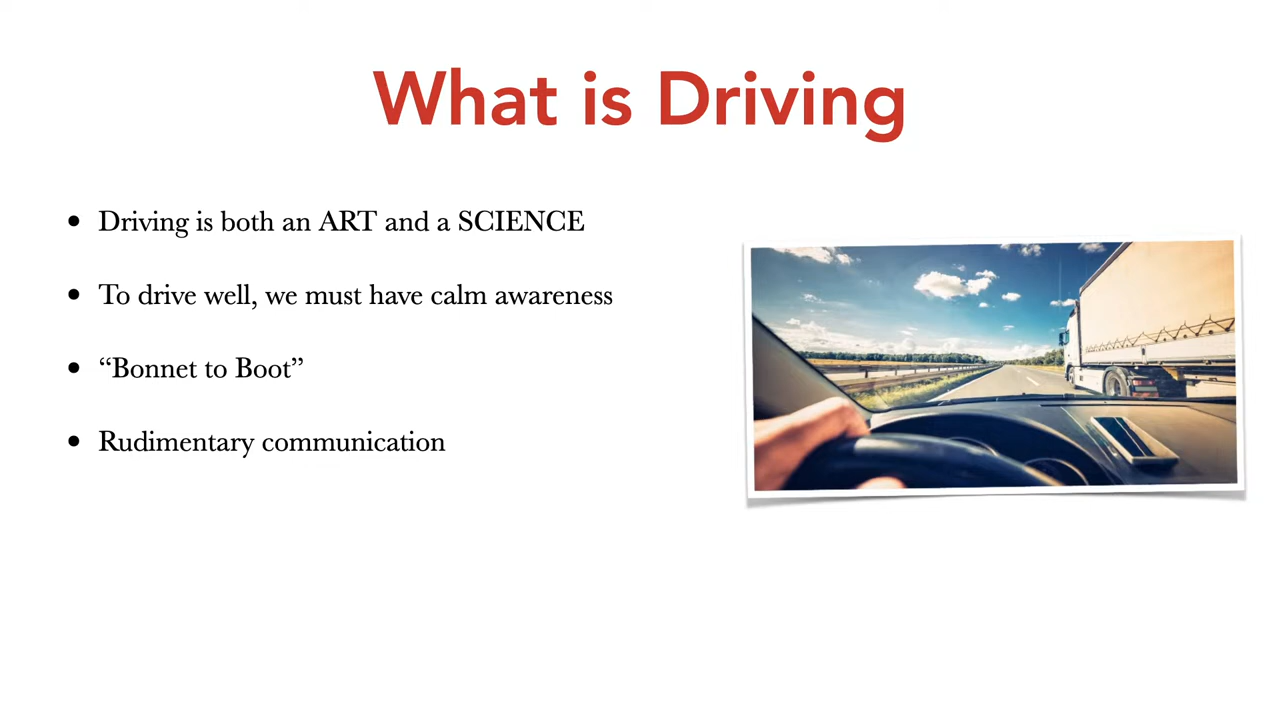 What is Driving
• Driving is both an ART and a SCIENCE
• To drive well, we must have calm awareness
• “Bonnet to Boot”
• Rudimentary communication